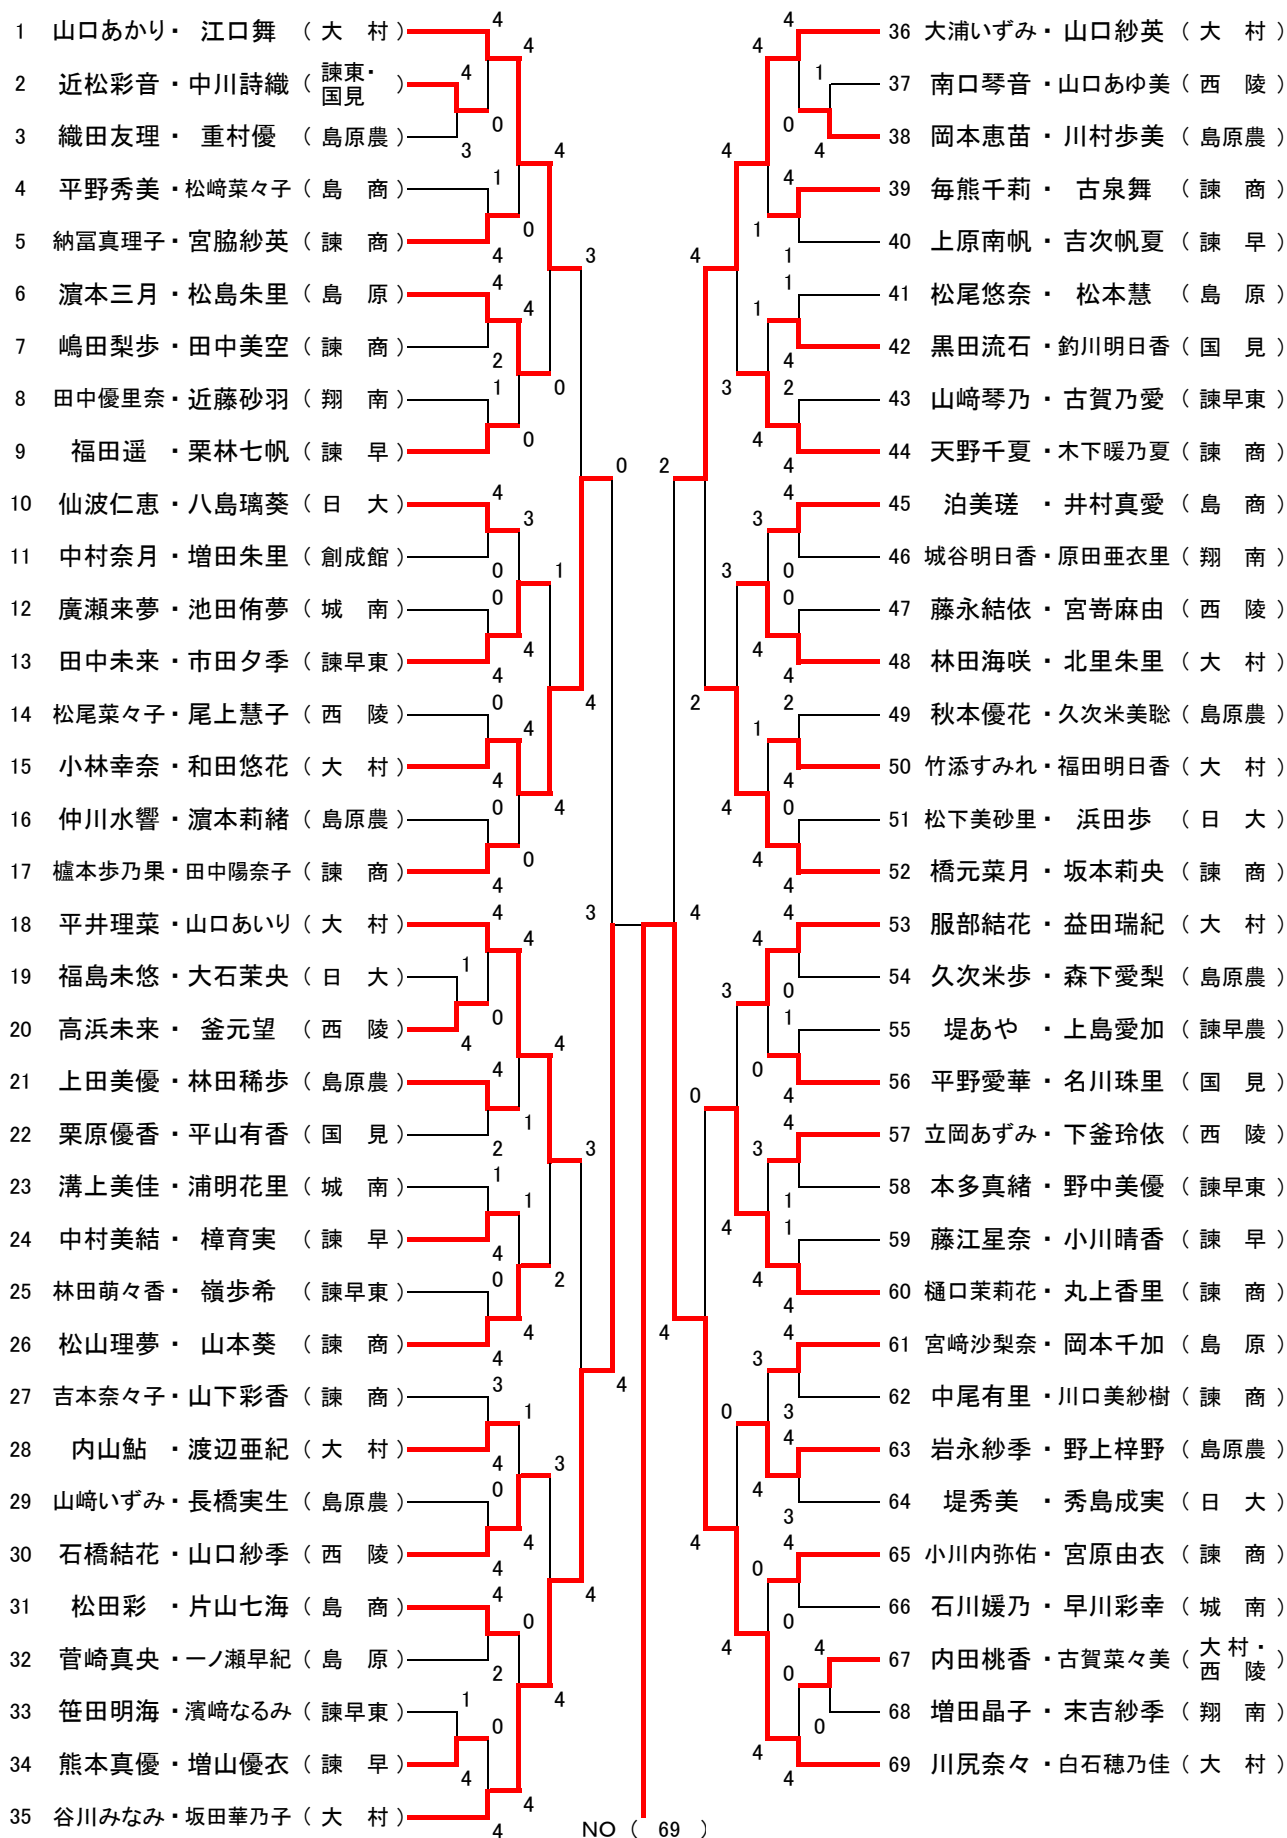 1 山口あかり・ 江口舞 （ 大 村 ）
2 近松彩音・中川詩織（ 諫東・国見 ）
3 織田友理・ 重村優 （ 島原農 ）
4 平野秀美・松﨑菜々子（ 島 商 ）
5 納冨真理子・宮脇紗英（ 諫 商 ）
6 濵本三月・松島朱里（ 島 原 ）
7 嶋田梨歩・田中美空（ 諫 商 ）
8 田中優里奈・近藤砂羽（ 翔 南 ）
9 福田遥 ・栗林七帆（ 諫 早 ）
10 仙波仁恵・八島璃葵（ 日 大 ）
11 中村奈月・増田朱里（ 創成館 ）
12 廣瀬来夢・池田侑夢（ 城 南 ）
13 田中未来・市田夕季（ 諫早東 ）
14 松尾菜々子・尾上慧子（ 西 陵 ）
15 小林幸奈・和田悠花（ 大 村 ）
16 仲川水響・濵本莉緒（ 島原農 ）
17 櫨本歩乃果・田中陽奈子（ 諫 商 ）
18 平井理菜・山口あいり（ 大 村 ）
19 福島未悠・大石茉央（ 日 大 ）
20 高浜未来・ 釜元望 （ 西 陵 ）
21 上田美優・林田稀歩（ 島原農 ）
22 栗原優香・平山有香（ 国 見 ）
23 溝上美佳・浦明花里（ 城 南 ）
24 中村美結・ 樟育実 （ 諫 早 ）
25 林田萌々香・ 嶺歩希 （ 諫早東 ）
26 松山理夢・ 山本葵 （ 諫 商 ）
27 吉本奈々子・山下彩香（ 諫 商 ）
28 内山鮎 ・渡辺亜紀（ 大 村 ）
29 山﨑いずみ・長橋実生（ 島原農 ）
30 石橋結花・山口紗季（ 西 陵 ）
31 松田彩 ・片山七海（ 島 商 ）
32 菅崎真央・一ノ瀬早紀（ 島 原 ）
33 笹田明海・濱﨑なるみ（ 諫早東 ）
34 熊本真優・増山優衣（ 諫 早 ）
35 谷川みなみ・坂田華乃子（ 大 村 ）
36 大浦いずみ・山口紗英（ 大 村 ）
37 南口琴音・山口あゆ美（ 西 陵 ）
38 岡本恵苗・川村歩美（ 島原農 ）
39 毎熊千莉・ 古泉舞 （ 諫 商 ）
40 上原南帆・吉次帆夏（ 諫 早 ）
41 松尾悠奈・ 松本慧 （ 島 原 ）
42 黒田流石・釣川明日香（ 国 見 ）
43 山﨑琴乃・古賀乃愛（ 諫早東 ）
44 天野千夏・木下暖乃夏（ 諫 商 ）
45 泊美瑳 ・井村真愛（ 島 商 ）
46 城谷明日香・原田亜衣里（ 翔 南 ）
47 藤永結依・宮嵜麻由（ 西 陵 ）
48 林田海咲・北里朱里（ 大 村 ）
49 秋本優花・久次米美聡（ 島原農 ）
50 竹添すみれ・福田明日香（ 大 村 ）
51 松下美砂里・ 浜田歩 （ 日 大 ）
52 橋元菜月・坂本莉央（ 諫 商 ）
53 服部結花・益田瑞紀（ 大 村 ）
54 久次米歩・森下愛梨（ 島原農 ）
55 堤あや ・上島愛加（ 諫早農 ）
56 平野愛華・名川珠里（ 国 見 ）
57 立岡あずみ・下釜玲依（ 西 陵 ）
58 本多真緒・野中美優（ 諫早東 ）
59 藤江星奈・小川晴香（ 諫 早 ）
60 樋口茉莉花・丸上香里（ 諫 商 ）
61 宮﨑沙梨奈・岡本千加（ 島 原 ）
62 中尾有里・川口美紗樹（ 諫 商 ）
63 岩永紗季・野上梓野（ 島原農 ）
64 堤秀美 ・秀島成実（ 日 大 ）
65 小川内弥佑・宮原由衣（ 諫 商 ）
66 石川媛乃・早川彩幸（ 城 南 ）
67 内田桃香・古賀菜々美（ 大村・西陵 ）
68 増田晶子・末吉紗季（ 翔 南 ）
69 川尻奈々・白石穂乃佳（ 大 村 ）
NO （ 69 ）